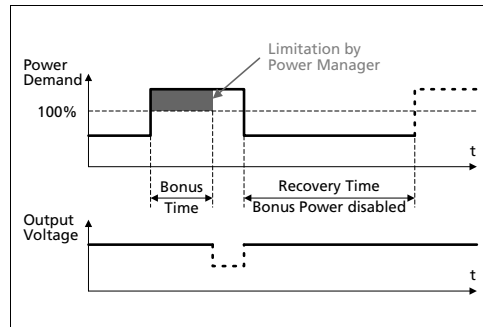 Limitation by
Power Manager
Power
Demand
100%
t
Bonus
Time
Recovery Time
Bonus Power disabled
Output
Voltage
t